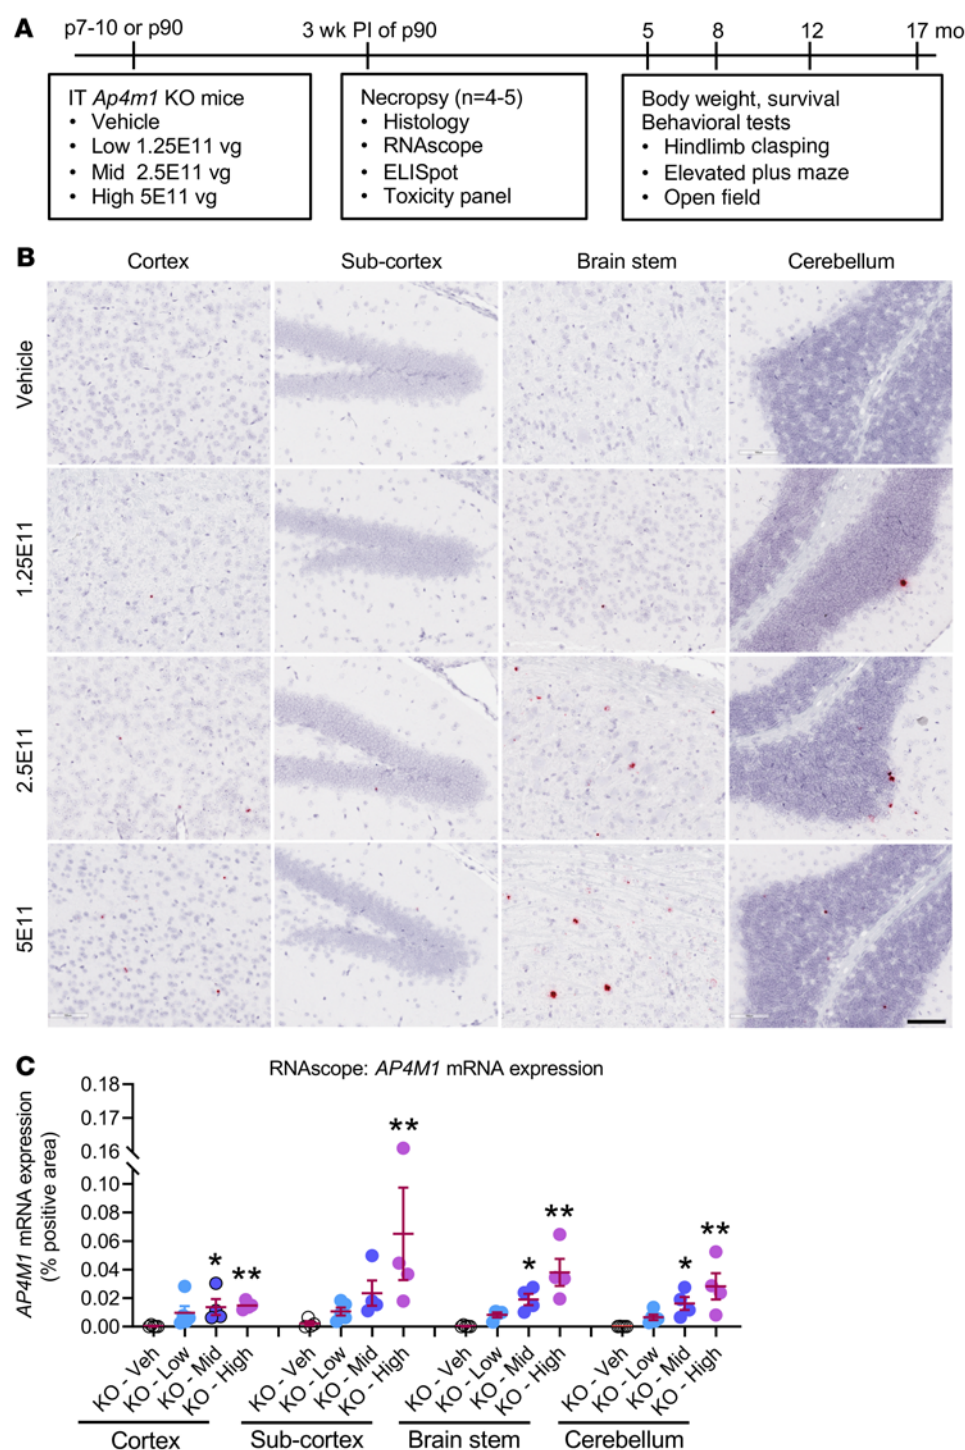 A
p7-10 or p90
3 wk PI of p90
5
8
12
17 mo
IT Ap4m1 KO mice
• Vehicle
• Low 1.25E11 vg
• Mid 2.5E11 vg
• High 5E11 vg
Necropsy (n=4-5)
• Histology
• RNAscope
• ELISpot
• Toxicity panel
Body weight, survival
Behavioral tests
• Hindlimb clasping
• Elevated plus maze
• Open field
B
Cortex
Sub-cortex
Brain stem
Cerebellum
Vehicle
1.25E11
2.5E11
5E11
C
RNAscope: AP4M1 mRNA expression
AP4M1 mRNA expression
(% positive area)
0.18
0.17
0.16
0.10
0.08
0.06
0.04
0.02
0.00
*
**
**
*
**
*
**
KO - Veh
KO - Low
KO - Mid
KO - High
KO - Veh
KO - Low
KO - Mid
KO - High
KO - Veh
KO - Low
KO - Mid
KO - High
KO - Veh
KO - Low
KO - Mid
KO - High
Cortex
Sub-cortex
Brain stem
Cerebellum